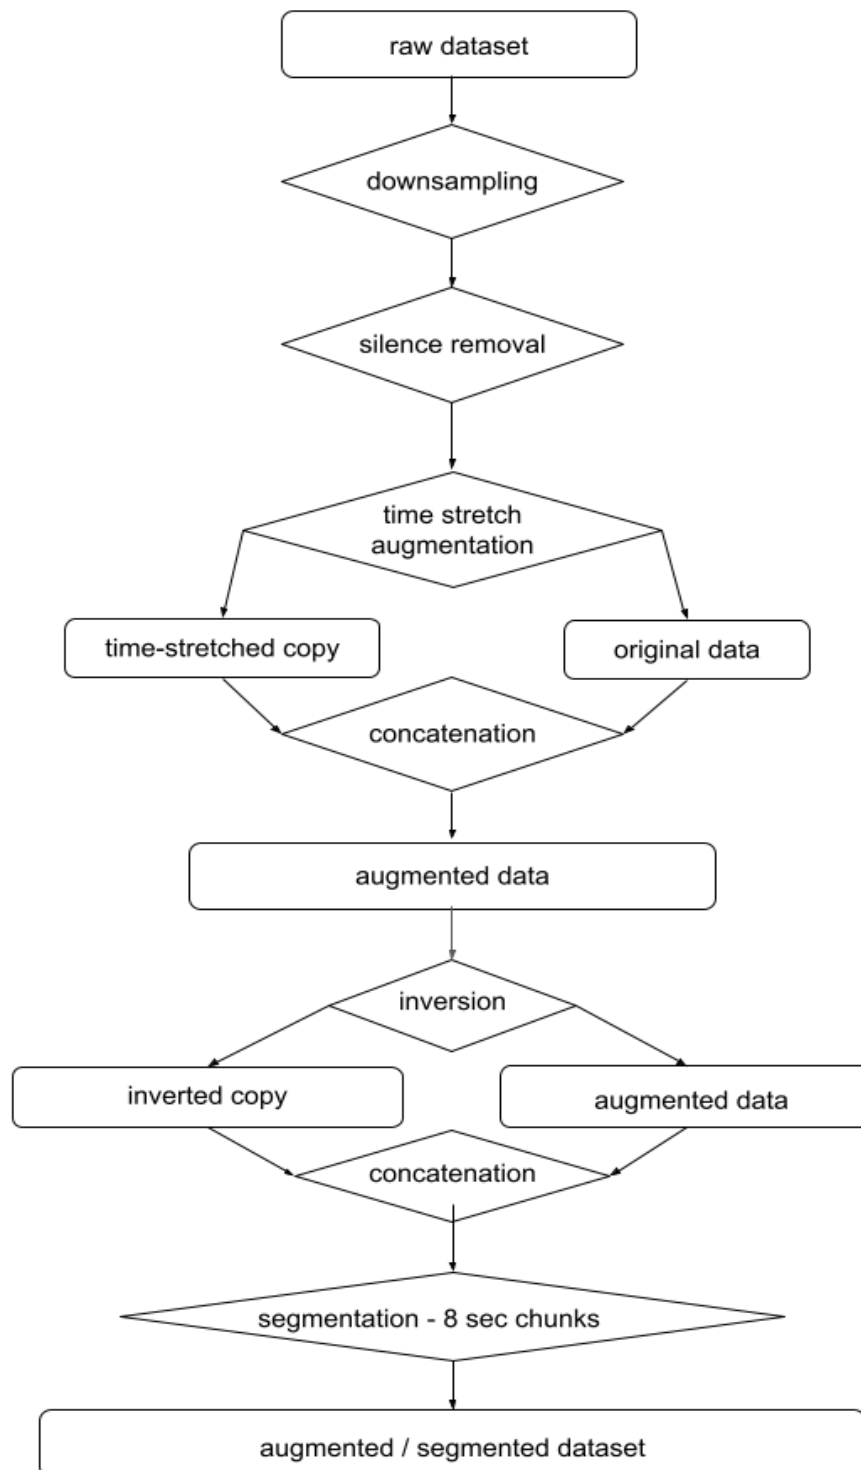 raw dataset
downsampling
silence removal
time stretch
augmentation
time-stretched copy
original data
concatenation
augmented data
inversion
inverted copy
augmented data
concatenation
segmentation - 8 sec chunks
augmented / segmented dataset